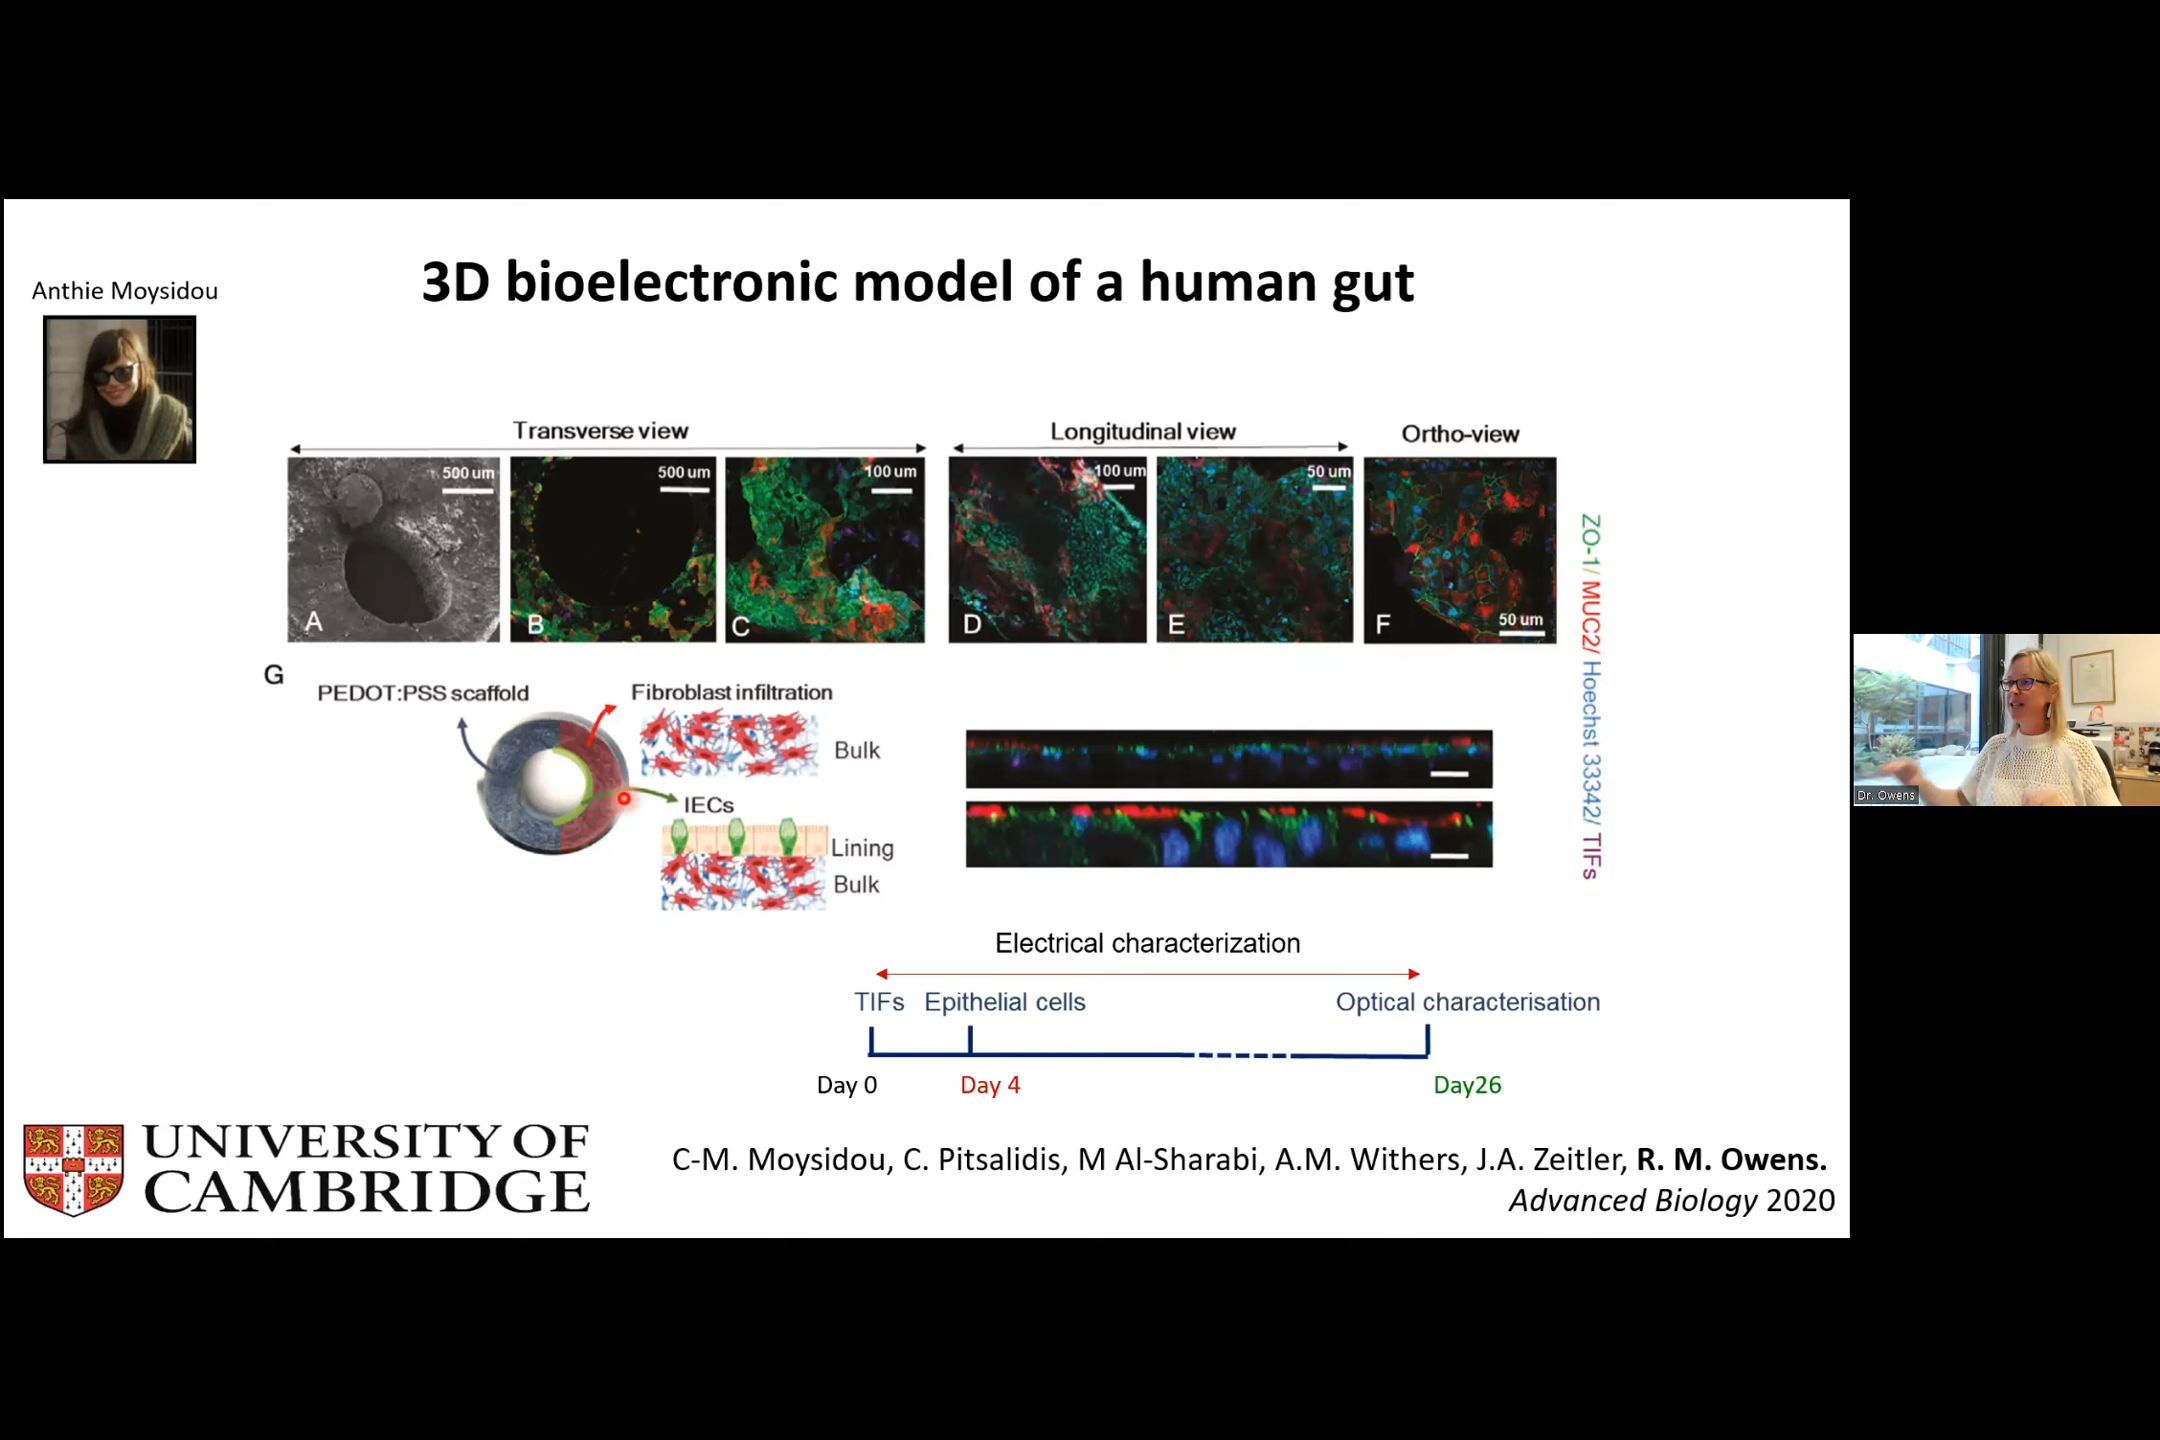 3D bioelectronic model of a human gut
Anthie Moysidou
Transverse view
Longitudinal view
Ortho-view
500 um
A
500 um
B
100 um
C
100 um
D
50 um
E
50 um
F
ZO-1/ MUC2/ Hoechst 33342/ TIFs
G
PEDOT:PSS scaffold
Fibroblast infiltration
Bulk
IECs
Lining
Bulk
Electrical characterization
TIFs
Epithelial cells
Optical characterisation
Day 0
Day 4
Day26
UNIVERSITY OF
CAMBRIDGE
C-M. Moysidou, C. Pitsalidis, M Al-Sharabi, A.M. Withers, J.A. Zeitler, R. M. Owens.
Advanced Biology 2020
Dr. Owens